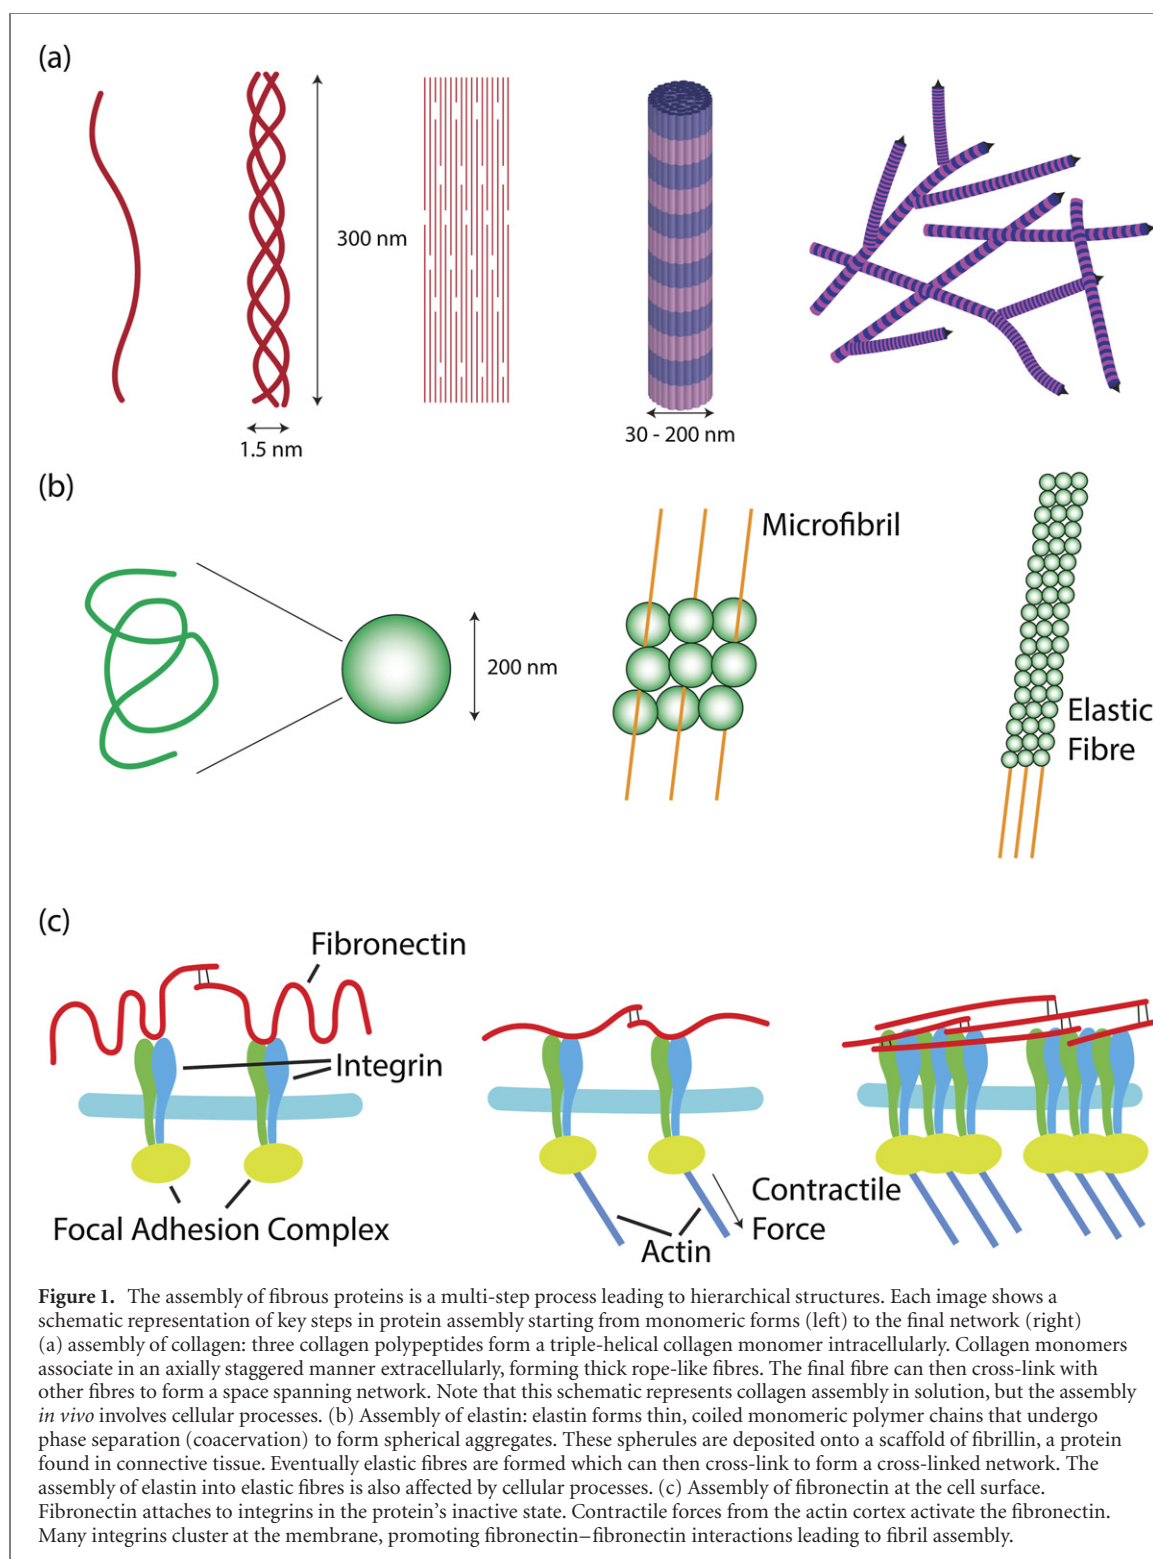 (a)
300 nm
1.5 nm
30 - 200 nm
(b)
Microfibril
200 nm
Elastic
Fibre
(c)
Fibronectin
Integrin
Focal Adhesion Complex
Contractile
Force
Actin
Figure 1. The assembly of fibrous proteins is a multi-step process leading to hierarchical structures. Each image shows a
schematic representation of key steps in protein assembly starting from monomeric forms (left) to the final network (right)
(a) assembly of collagen: three collagen polypeptides form a triple-helical collagen monomer intracellularly. Collagen monomers
associate in an axially staggered manner extracellularly, forming thick rope-like fibres. The final fibre can then cross-link with
other fibres to form a space spanning network. Note that this schematic represents collagen assembly in solution, but the assembly
in vivo involves cellular processes. (b) Assembly of elastin: elastin forms thin, coiled monomeric polymer chains that undergo
phase separation (coacervation) to form spherical aggregates. These spherules are deposited onto a scaffold of fibrillin, a protein
found in connective tissue. Eventually elastic fibres are formed which can then cross-link to form a cross-linked network. The
assembly of elastin into elastic fibres is also affected by cellular processes. (c) Assembly of fibronectin at the cell surface.
Fibronectin attaches to integrins in the protein's inactive state. Contractile forces from the actin cortex activate the fibronectin.
Many integrins cluster at the membrane, promoting fibronectin–fibronectin interactions leading to fibril assembly.